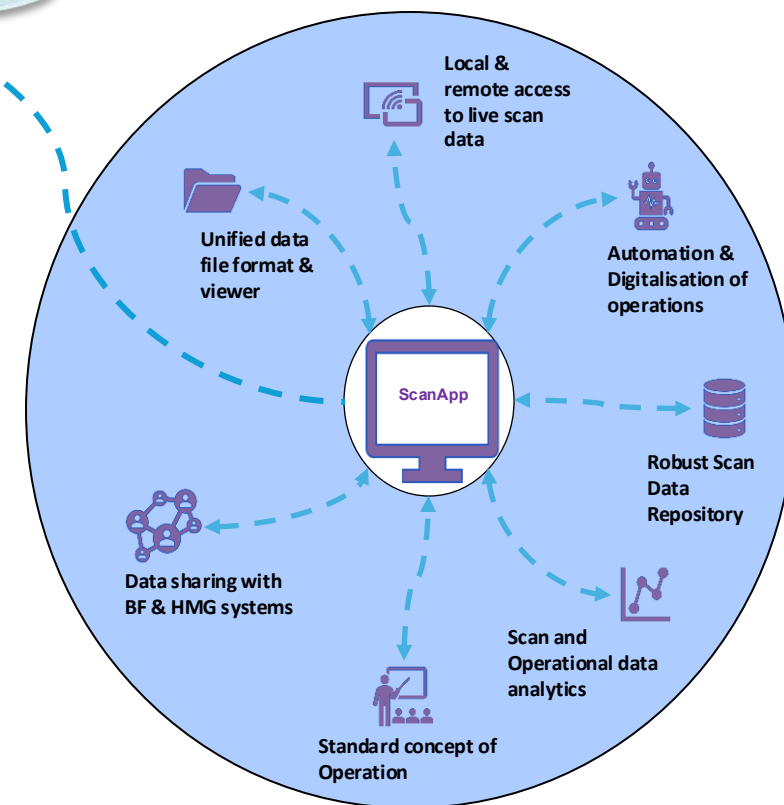 Local &
remote access
to live scan
data
Unified data
file format &
viewer
Automation &
Digitalisation of
operations
ScanApp
Robust Scan
Data
Repository
Data sharing with
BF & HMG systems
Scan and
Operational data
analytics
Standard concept of
Operation